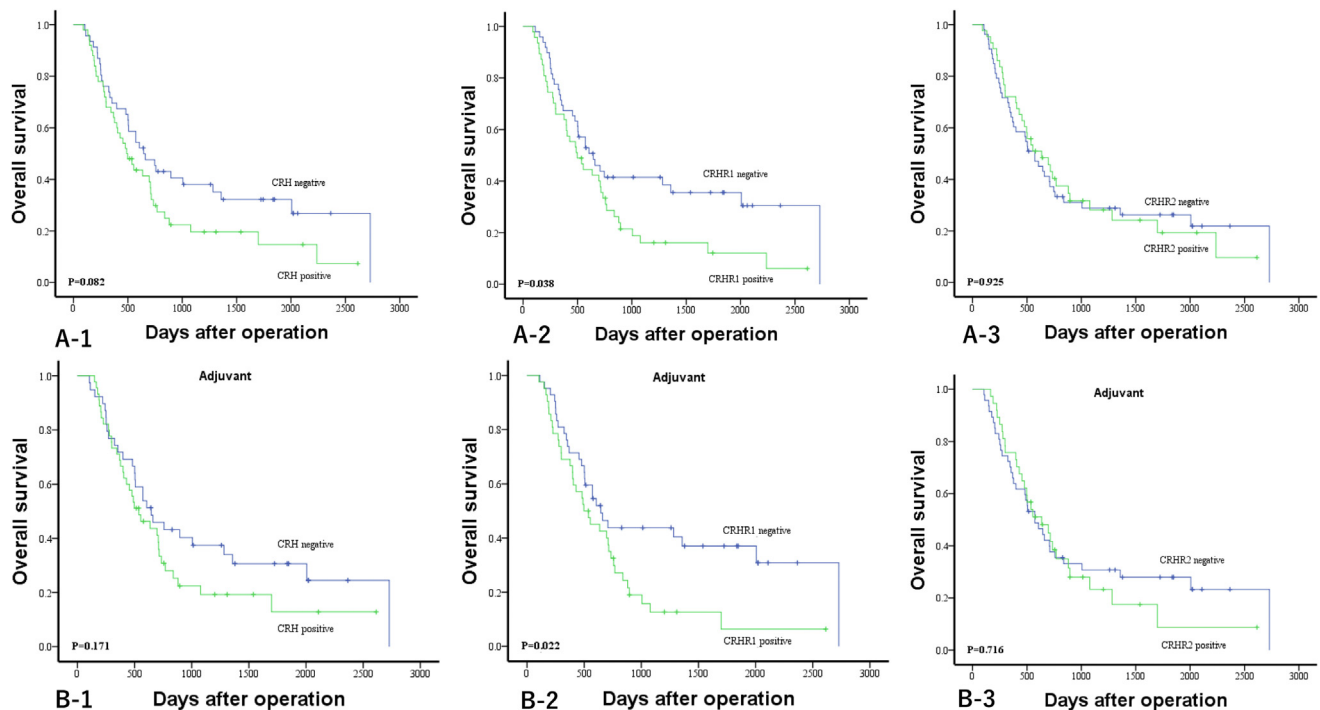 Overall survival
1.0
0.8
0.6
0.4
0.2
0.0
CRH negative
CRH positive
P=0.082
0 500 1000 1500 2000 2500 3000
Days after operation
A-1
Overall survival
1.0
0.8
0.6
0.4
0.2
0.0
CRHR1 negative
CRHR1 positive
P=0.038
0 500 1000 1500 2000 2500 3000
Days after operation
A-2
Overall survival
1.0
0.8
0.6
0.4
0.2
0.0
CRHR2 negative
CRHR2 positive
P=0.925
0 500 1000 1500 2000 2500 3000
Days after operation
A-3
Adjuvant
Overall survival
1.0
0.8
0.6
0.4
0.2
0.0
CRH negative
CRH positive
P=0.171
0 500 1000 1500 2000 2500 3000
Days after operation
B-1
Adjuvant
Overall survival
1.0
0.8
0.6
0.4
0.2
0.0
CRHR1 negative
CRHR1 positive
P=0.022
0 500 1000 1500 2000 2500 3000
Days after operation
B-2
Adjuvant
Overall survival
1.0
0.8
0.6
0.4
0.2
0.0
CRHR2 negative
CRHR2 positive
P=0.716
0 500 1000 1500 2000 2500 3000
Days after operation
B-3